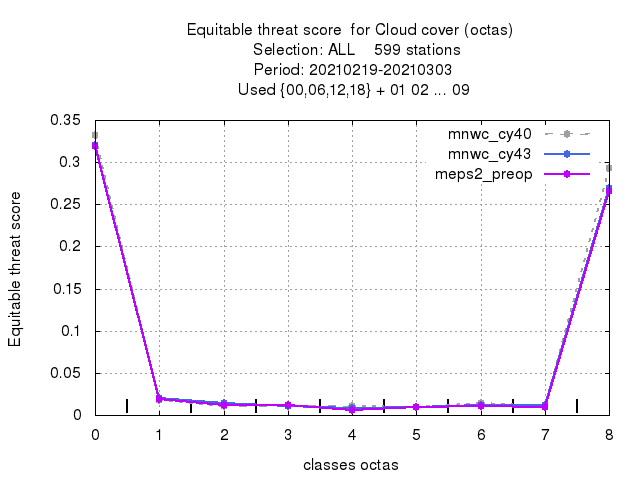 Equitable threat score  for Cloud cover (octas)
Selection: ALL    599 stations
Period: 20210219-20210303
Used {00,06,12,18} + 01 02 ... 09
mnwc_cy40
mnwc_cy43
meps2_preop
Equitable threat score
0.35
0.3
0.25
0.2
0.15
0.1
0.05
0
0 1 2 3 4 5 6 7 8
classes octas